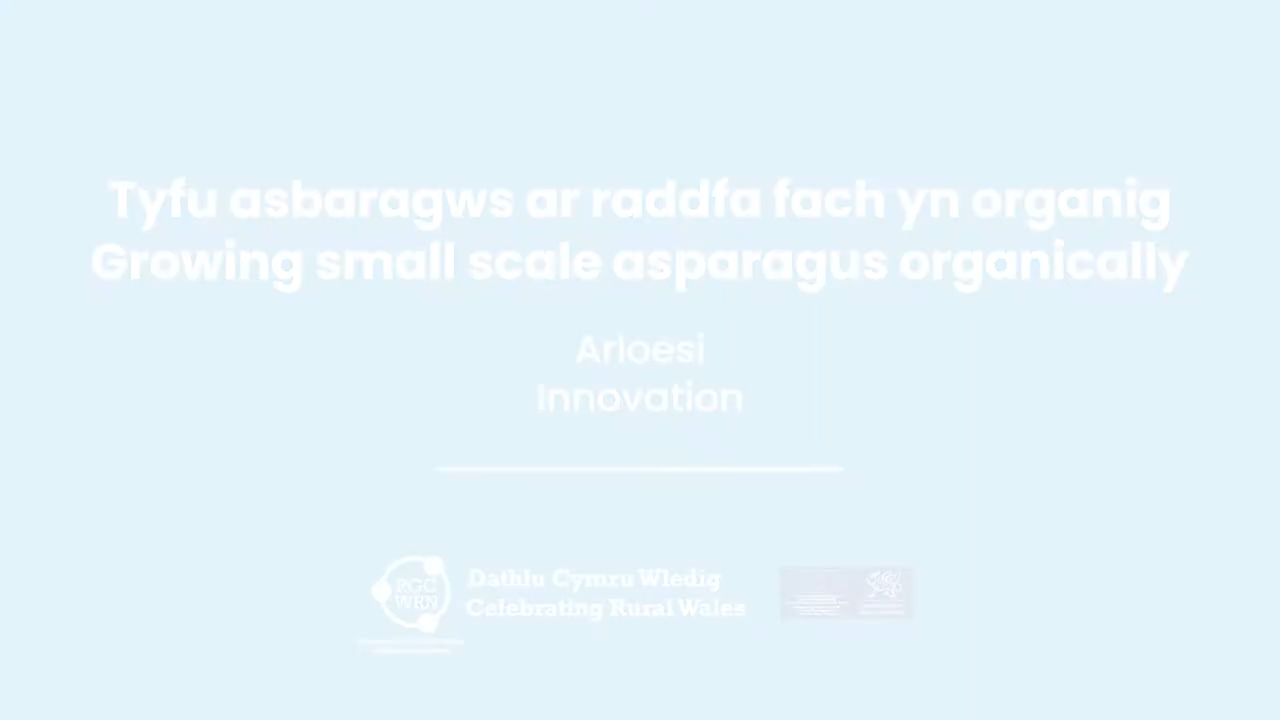 Tyfu asbaragws ar raddfa fach yn organig
Growing small scale asparagus organically
Arloesi
Innovation
RGC
WRN
Dathlu Cymru Wledig
Celebrating Rural Wales